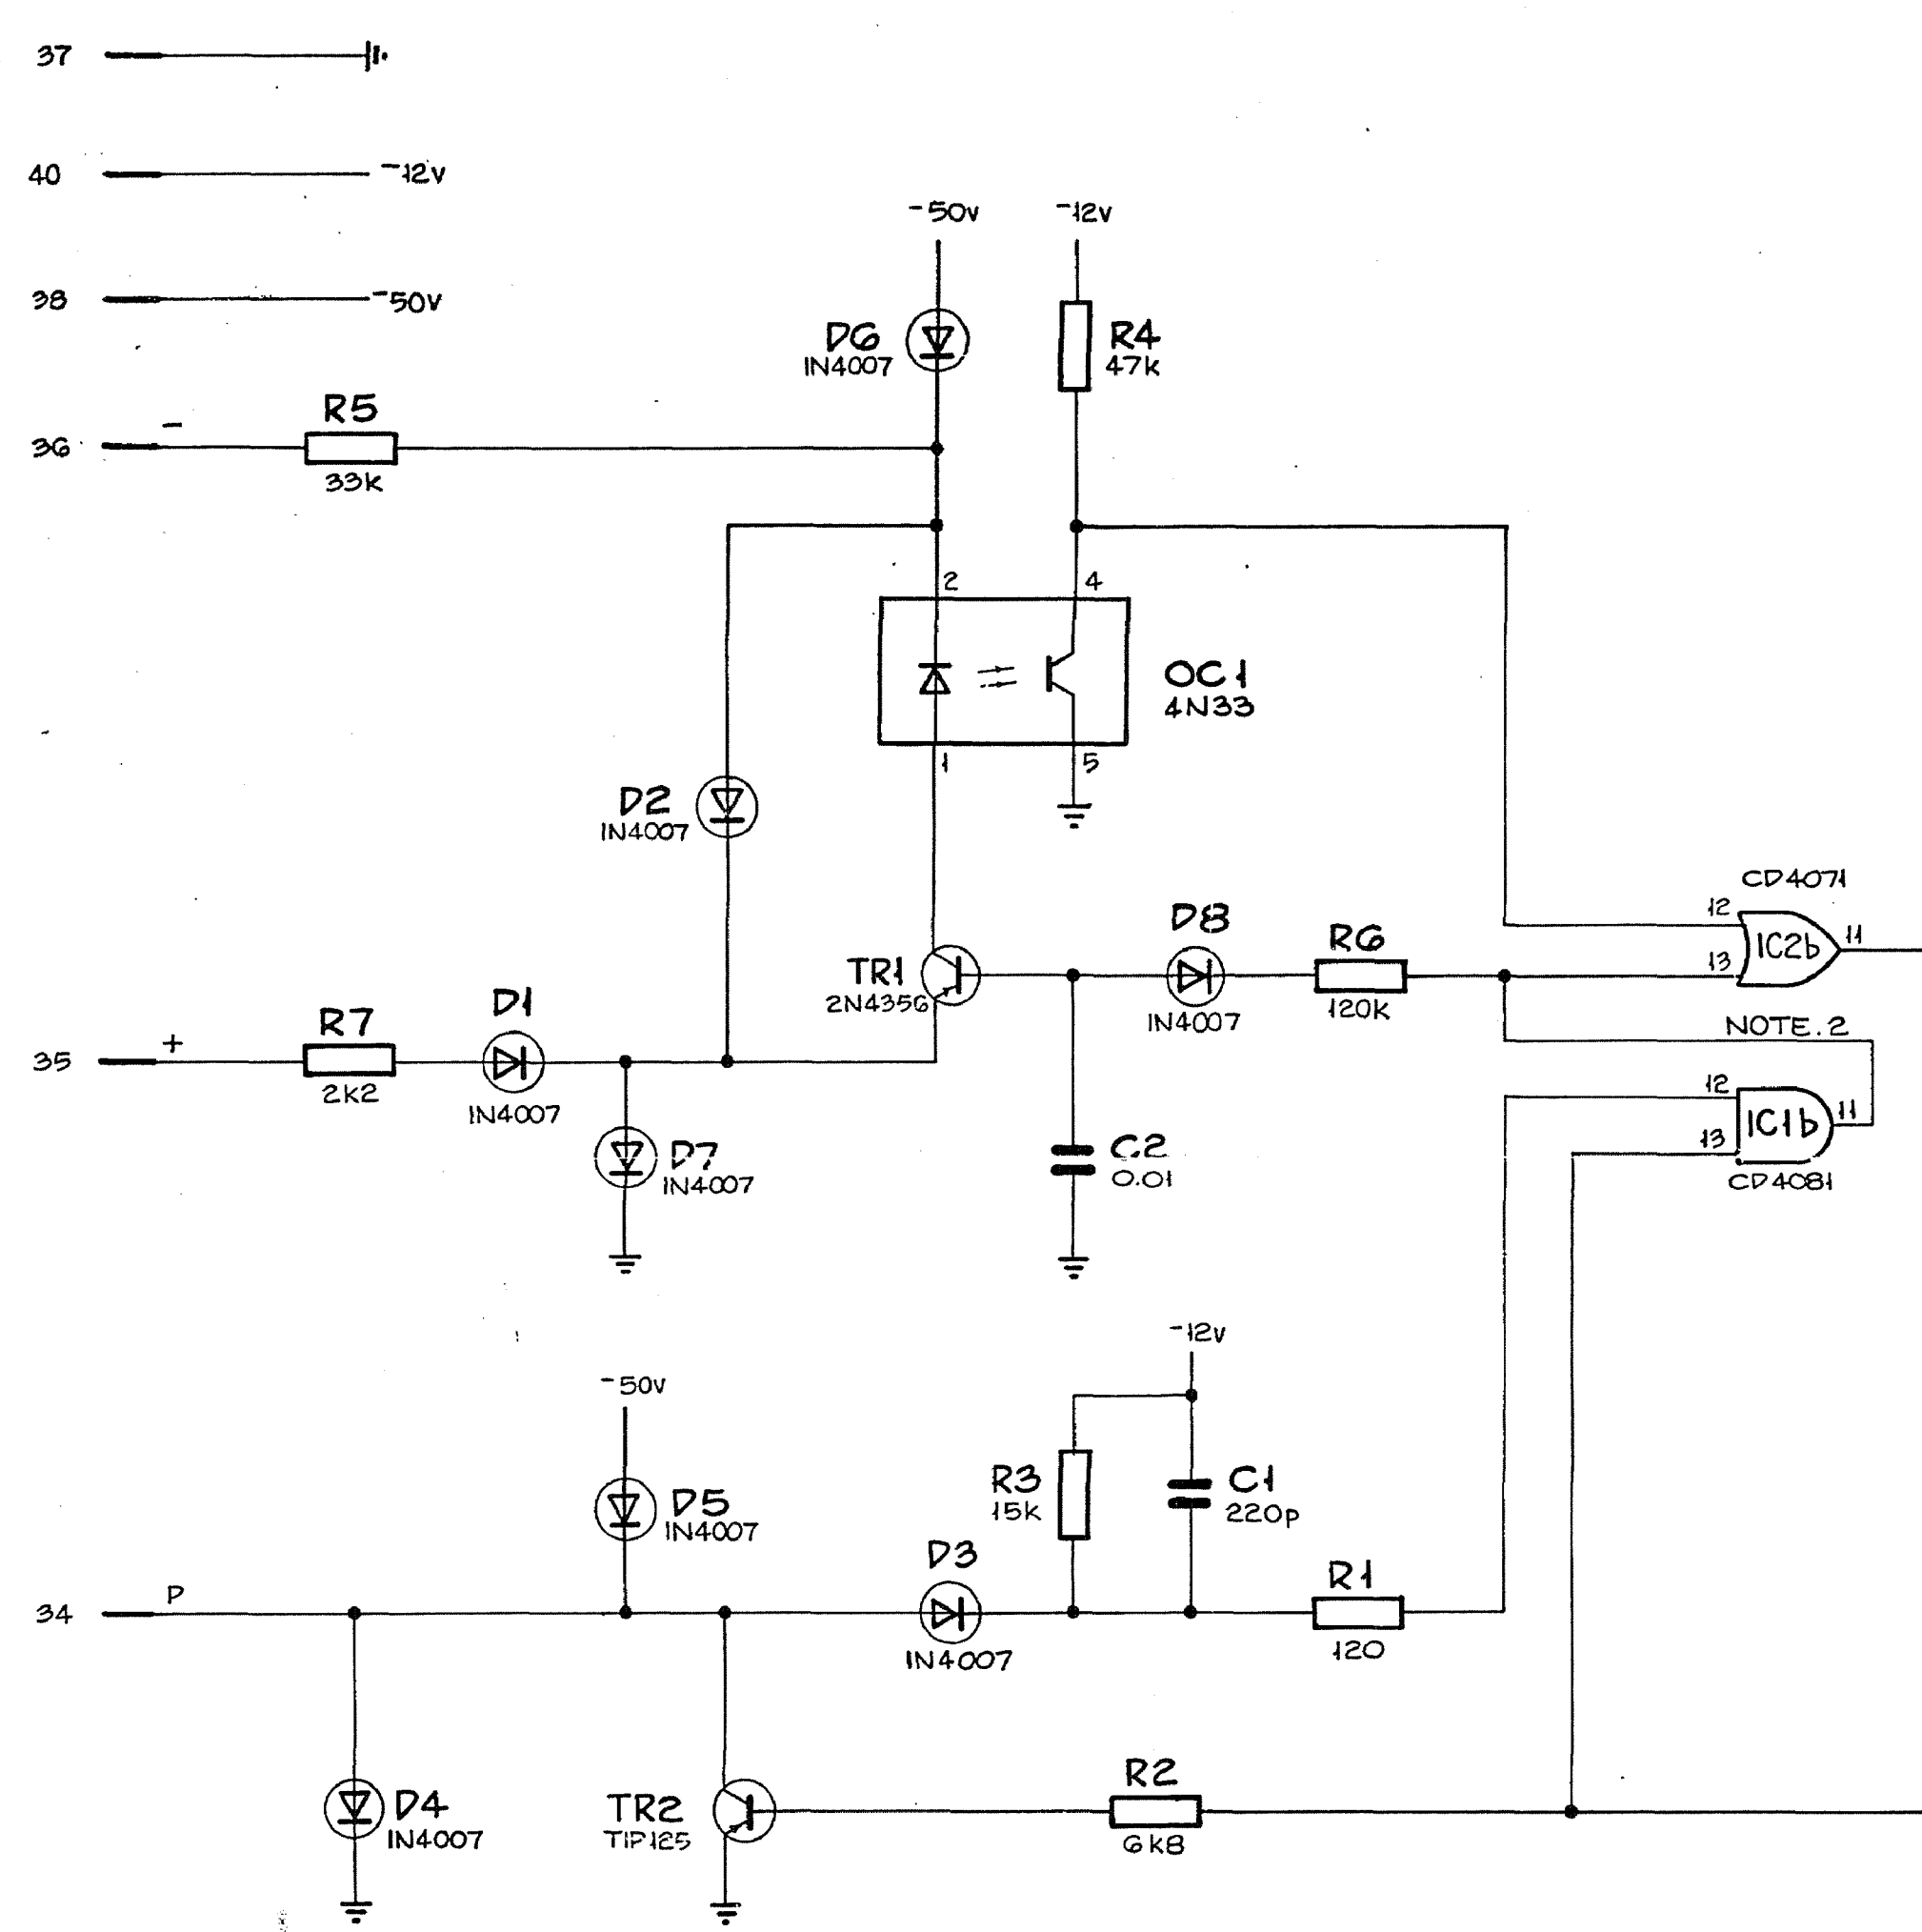 37
40 -12v
38 -50v
-50v -12v
D6
IN4007
R4
47k
36 -
R5
33k
2 4
OC1
4N33
1 5
D2
IN4007
CD4071
12
13
IC2b
11
D8
IN4007
R6
120k
TR1
2N4356
NOTE.2
35 +
R7
2k2
D1
IN4007
D7
IN4007
C2
0.01
12
13
IC1b
11
CD4081
-12v
-50v
D5
IN4007
R3
15k
C1
220p
34 P
D3
IN4007
R1
120
D4
IN4007
TR2
TIP125
R2
6k8